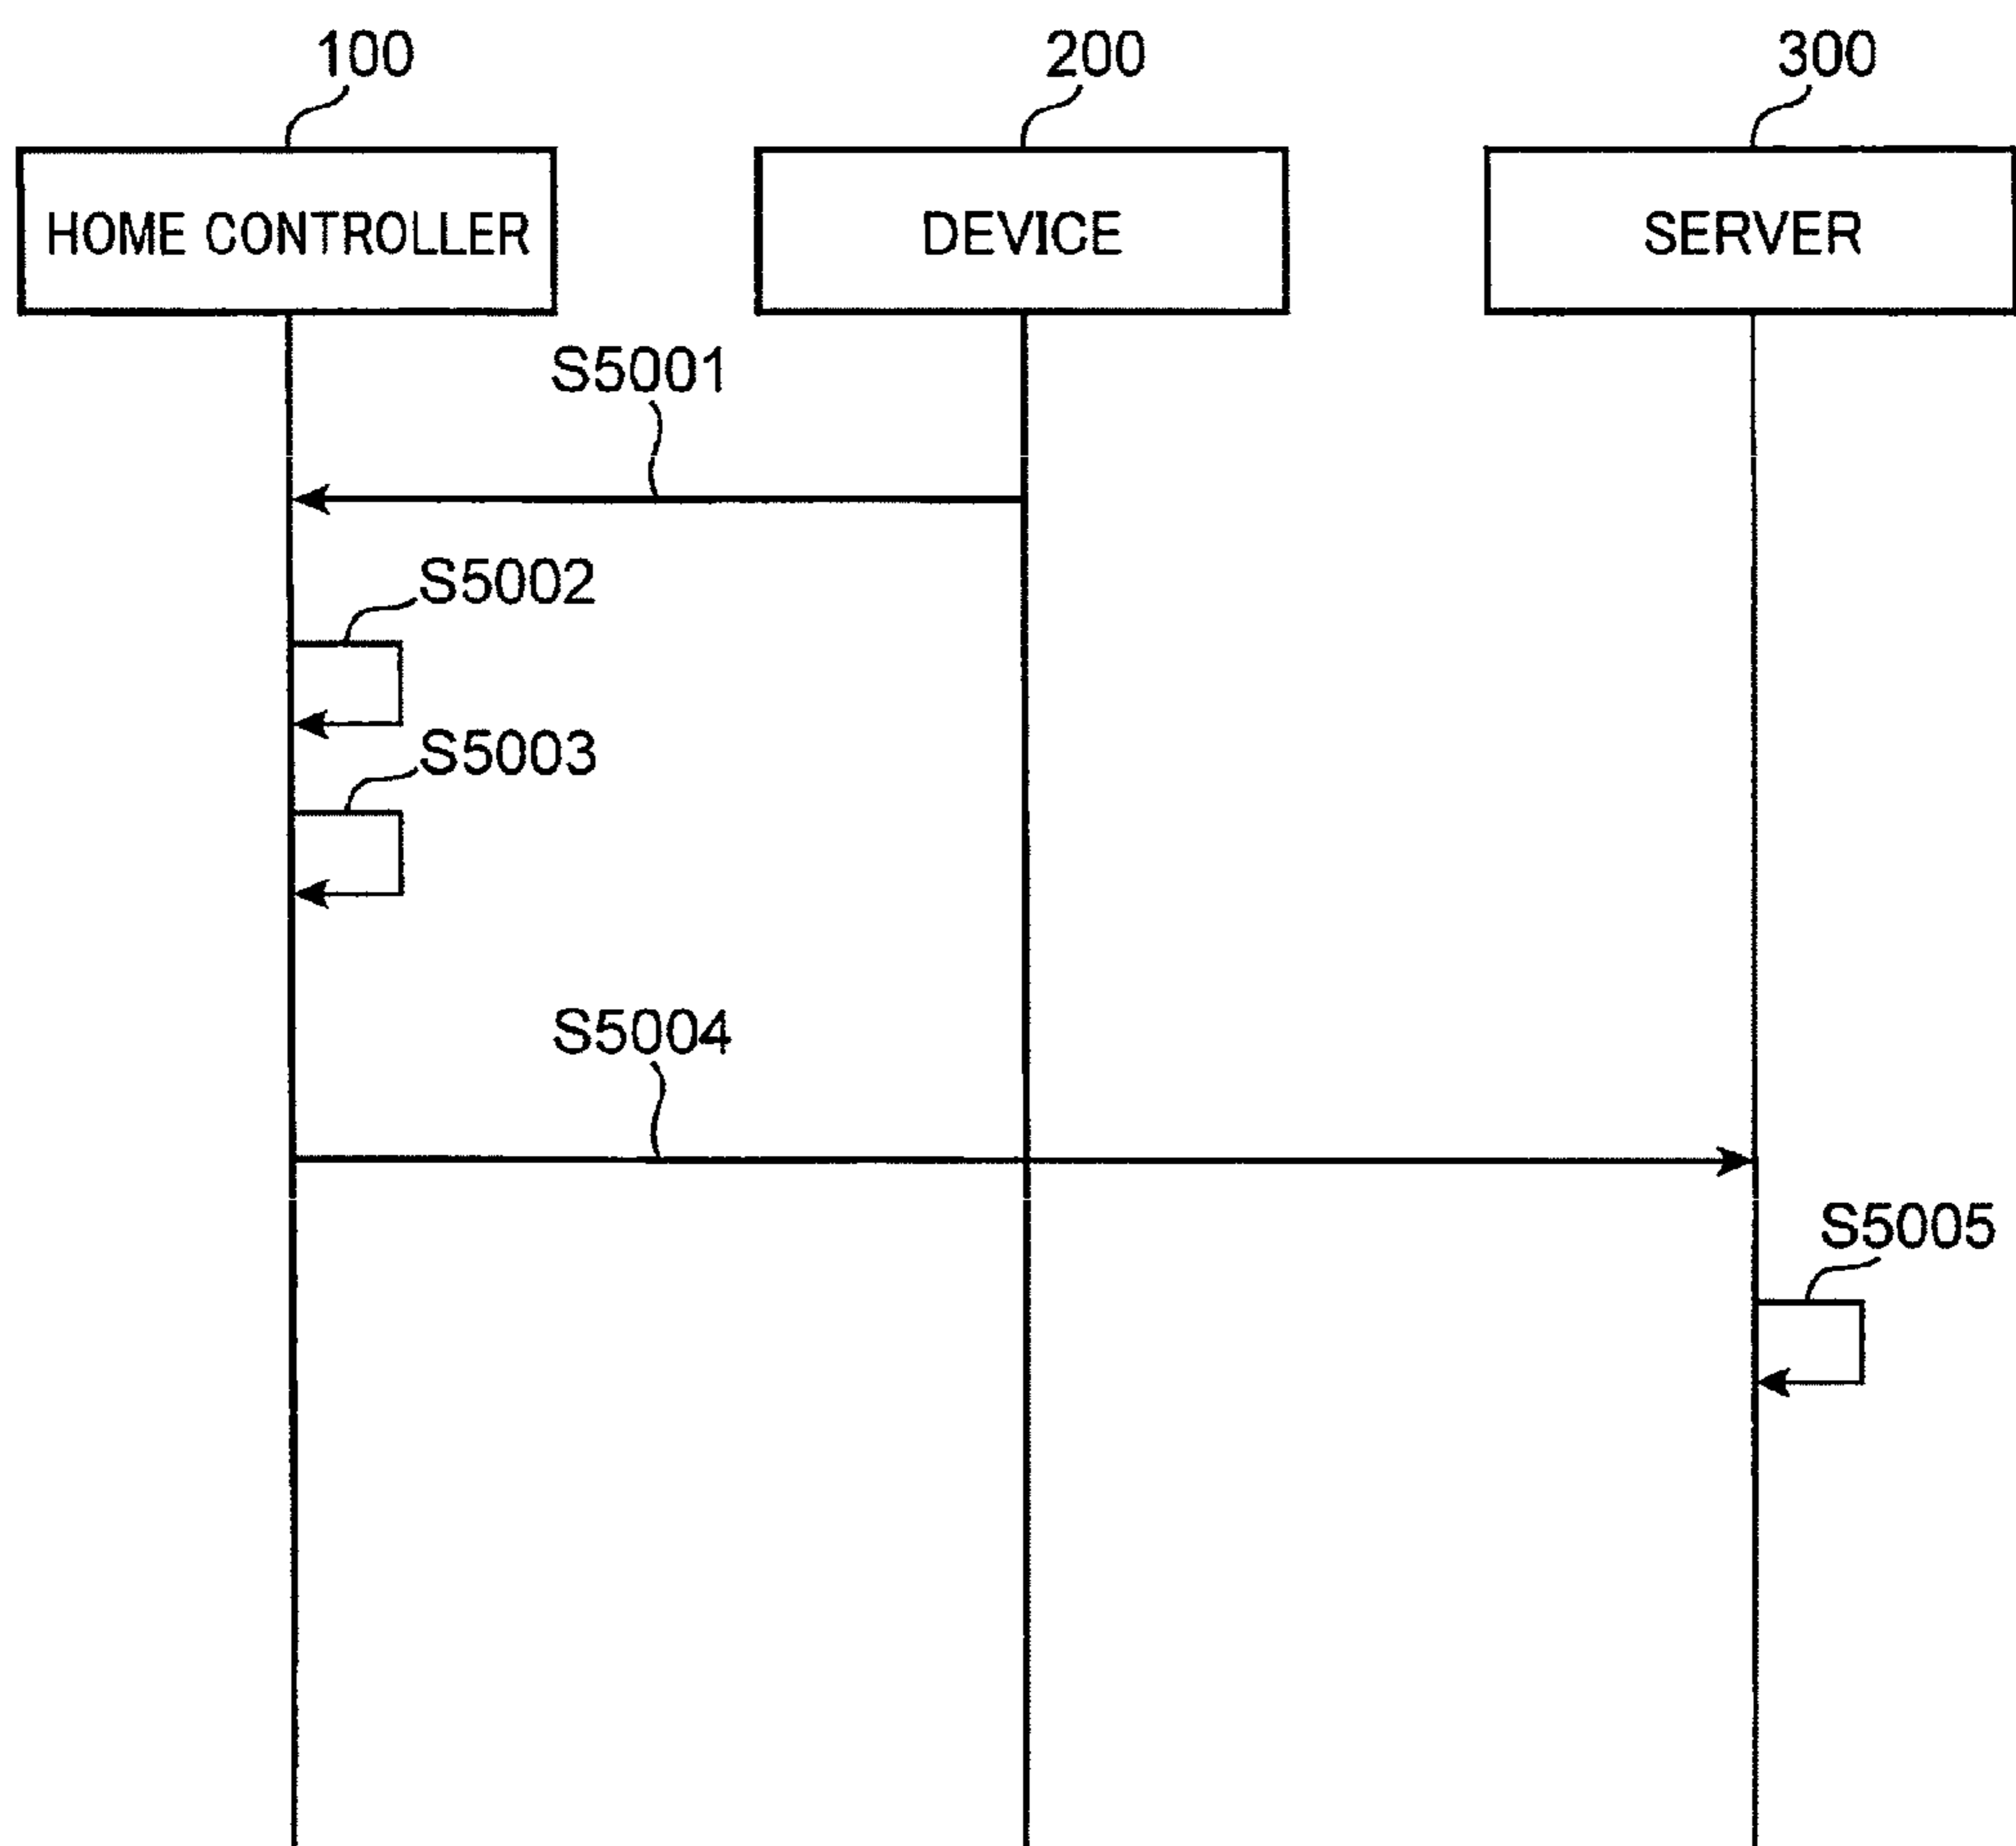 100
200
300
HOME CONTROLLER
DEVICE
SERVER
S5001
S5002
S5003
S5004
S5005